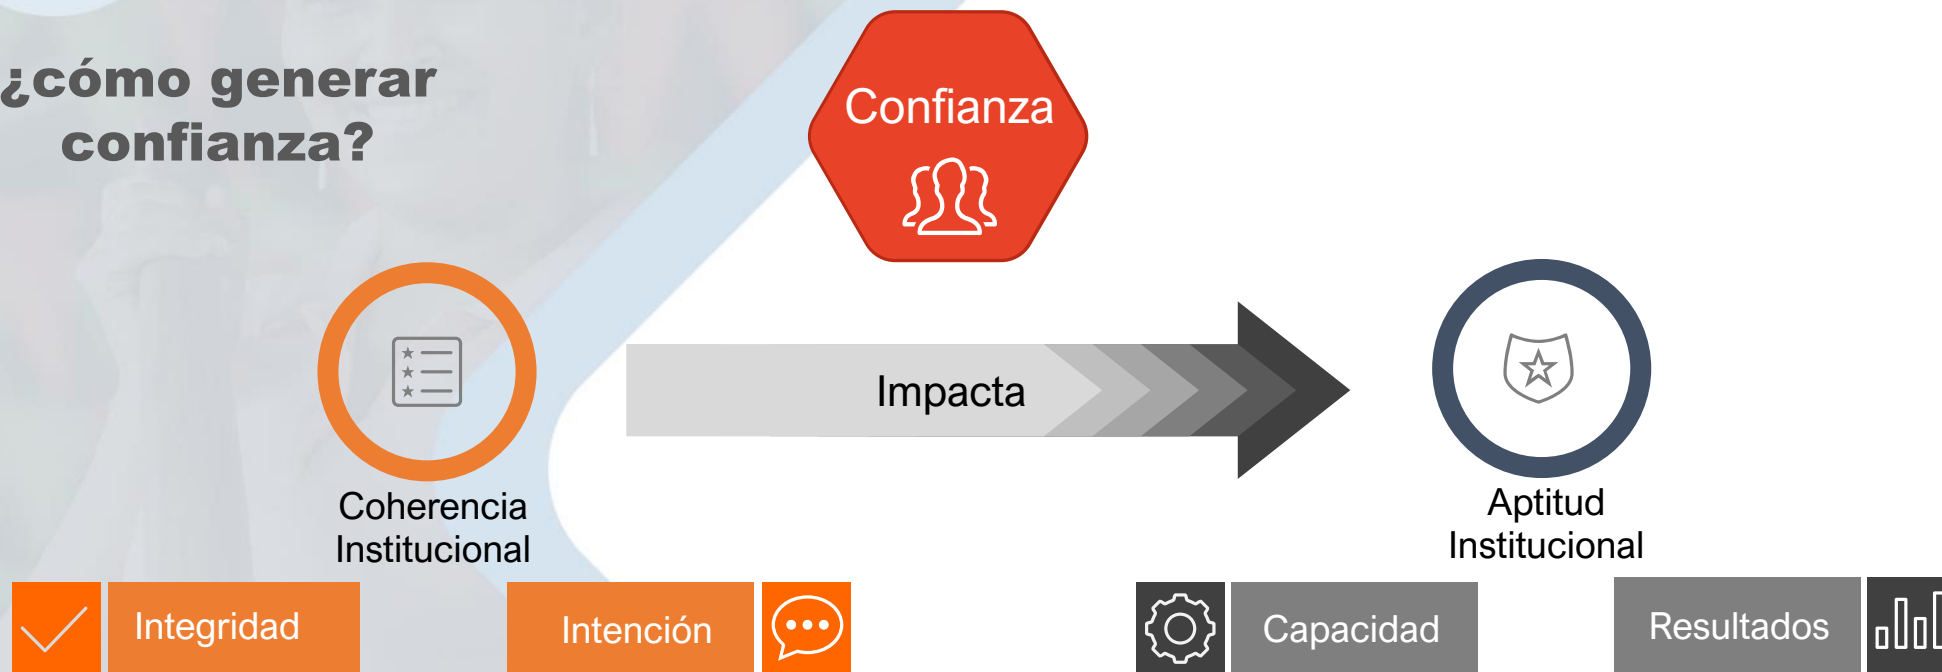 ¿cómo generar
confianza?
Confianza
Impacta
Coherencia
Institucional
Aptitud
Institucional
Integridad
Intención
Capacidad
Resultados